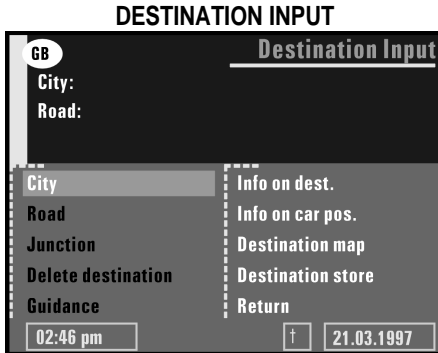 DESTINATION INPUT
GB
Destination Input
City:
Road:
City
Road
Junction
Delete destination
Guidance
Info on dest.
Info on car pos.
Destination map
Destination store
Return
02:46 pm
†
21.03.1997